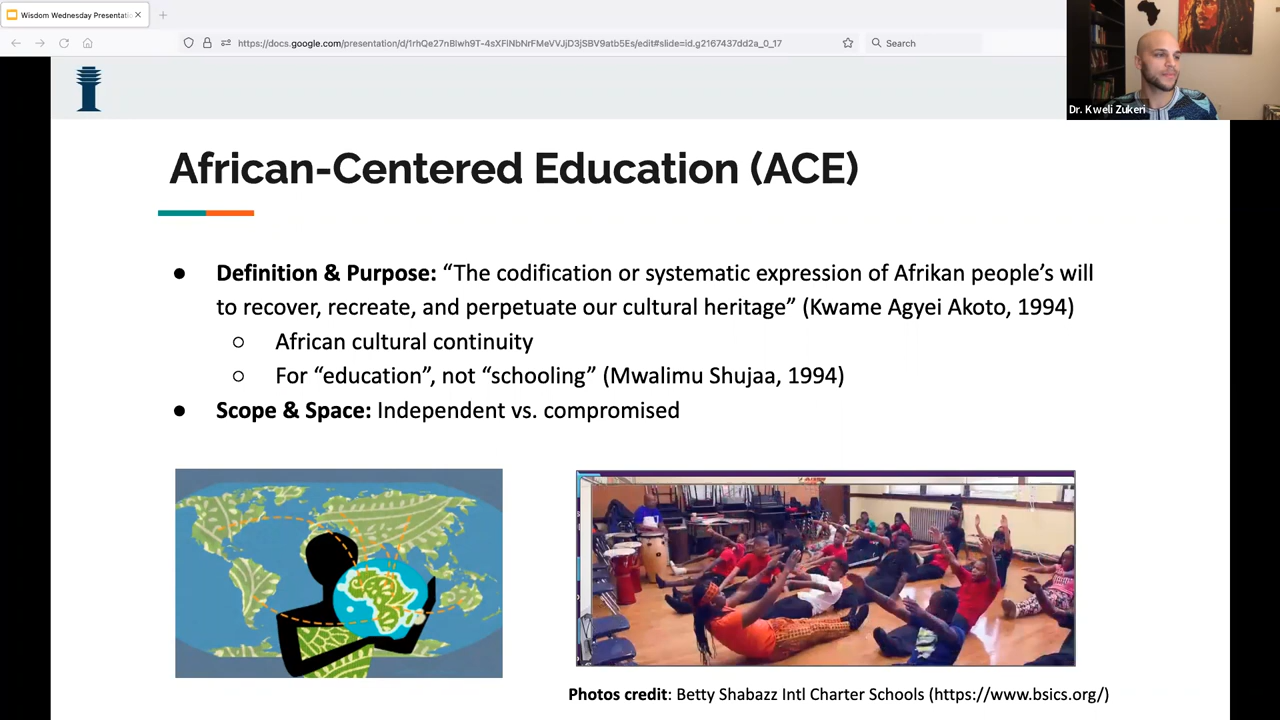 Wisdom Wednesday Presentati
https://docs.google.com/presentation/d/1rhQe27nBlwh9T-4sXFINbNrFMeVVJjD3jSBV9atb5Es/edit#slide=id.g2167437dd2a_0_17
Search
Dr. Kweli Zukeri
African-Centered Education (ACE)
● Definition & Purpose: “The codification or systematic expression of Afrikan people’s will
to recover, recreate, and perpetuate our cultural heritage” (Kwame Agyei Akoto, 1994)
○ African cultural continuity
○ For “education”, not “schooling” (Mwalimu Shujaa, 1994)
● Scope & Space: Independent vs. compromised
Photos credit: Betty Shabazz Intl Charter Schools (https://www.bsics.org/)